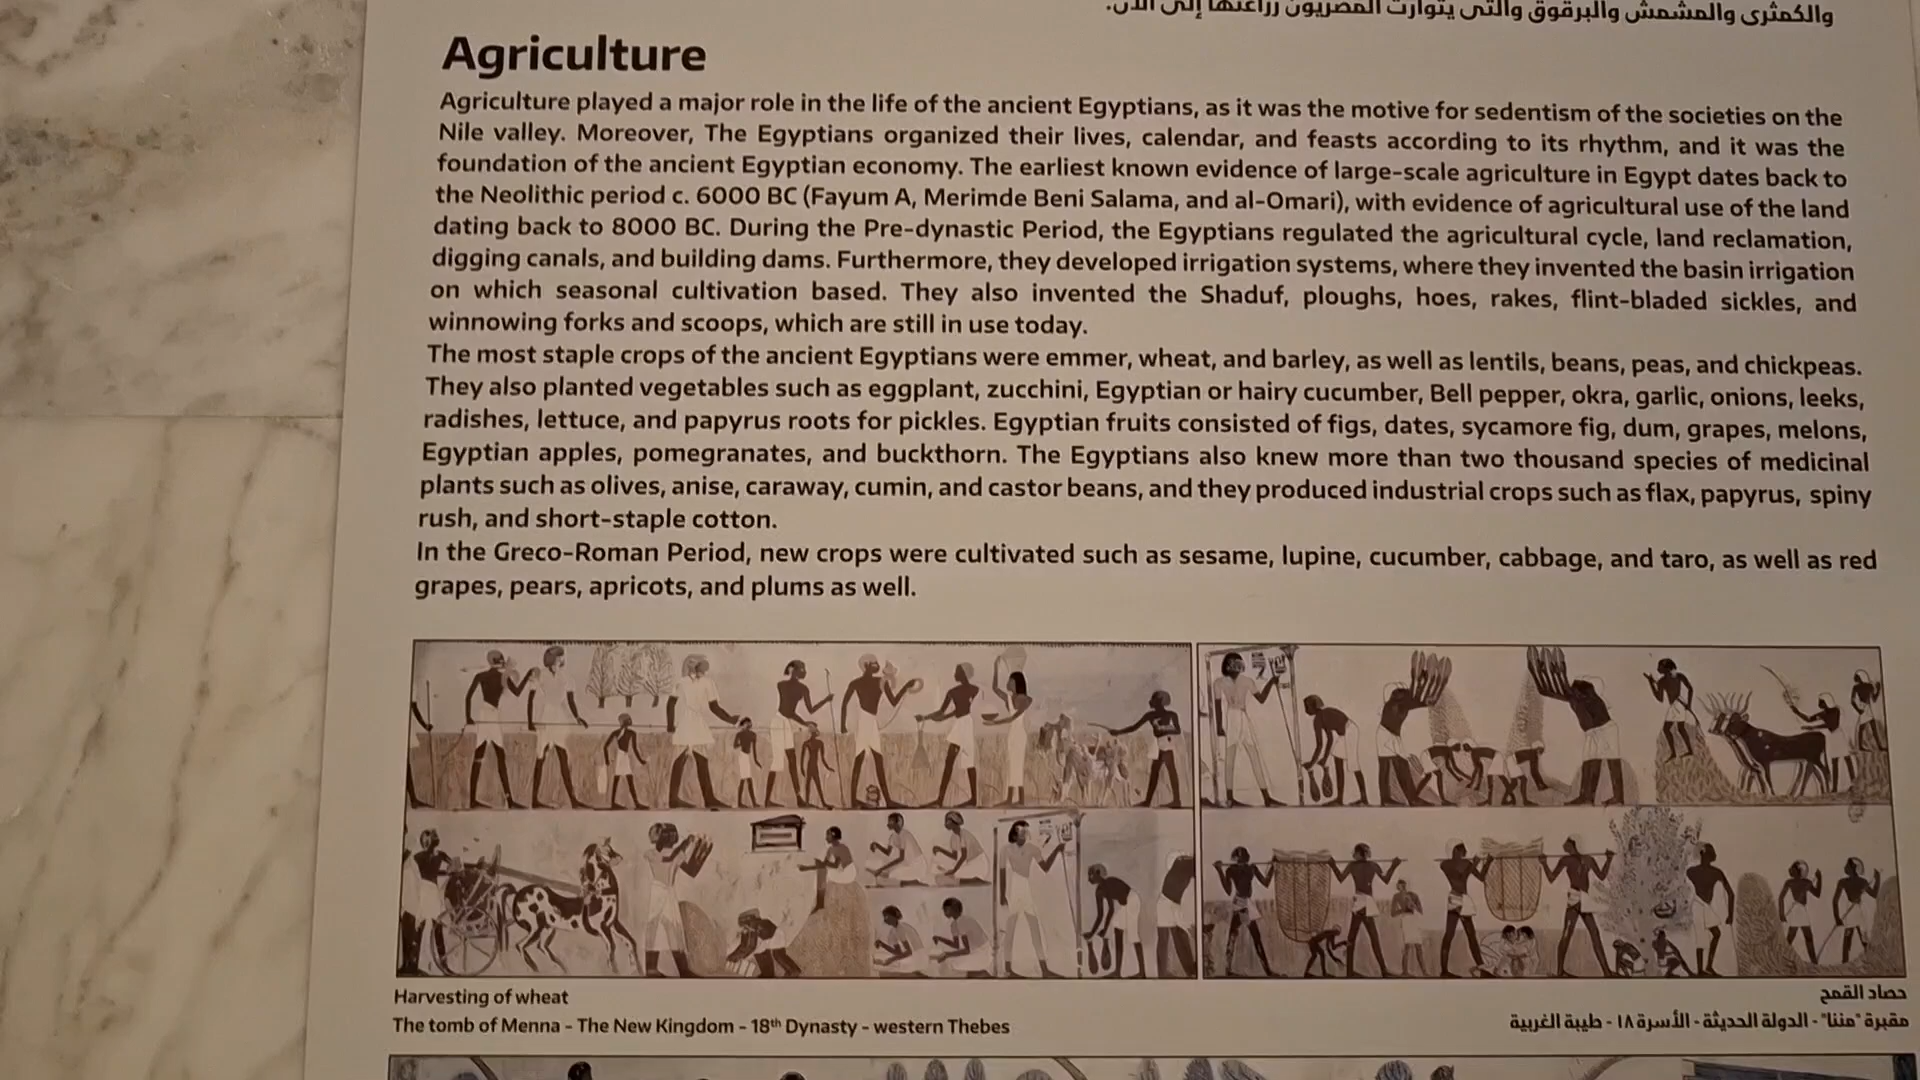 والكمثرى والمشمش والبرقوق والتى يتوارث المصريون زراعتها إلى الآن.
Agriculture
Agriculture played a major role in the life of the ancient Egyptians, as it was the motive for sedentism of the societies on the
Nile valley. Moreover, The Egyptians organized their lives, calendar, and feasts according to its rhythm, and it was the
foundation of the ancient Egyptian economy. The earliest known evidence of large-scale agriculture in Egypt dates back to
the Neolithic period c. 6000 BC (Fayum A, Merimde Beni Salama, and al-Omari), with evidence of agricultural use of the land
dating back to 8000 BC. During the Pre-dynastic Period, the Egyptians regulated the agricultural cycle, land reclamation,
digging canals, and building dams. Furthermore, they developed irrigation systems, where they invented the basin irrigation
on which seasonal cultivation based. They also invented the Shaduf, ploughs, hoes, rakes, flint-bladed sickles, and
winnowing forks and scoops, which are still in use today.
The most staple crops of the ancient Egyptians were emmer, wheat, and barley, as well as lentils, beans, peas, and chickpeas.
They also planted vegetables such as eggplant, zucchini, Egyptian or hairy cucumber, Bell pepper, okra, garlic, onions, leeks,
radishes, lettuce, and papyrus roots for pickles. Egyptian fruits consisted of figs, dates, sycamore fig, dum, grapes, melons,
Egyptian apples, pomegranates, and buckthorn. The Egyptians also knew more than two thousand species of medicinal
plants such as olives, anise, caraway, cumin, and castor beans, and they produced industrial crops such as flax, papyrus, spiny
rush, and short-staple cotton.
In the Greco-Roman Period, new crops were cultivated such as sesame, lupine, cucumber, cabbage, and taro, as well as red
grapes, pears, apricots, and plums as well.
Harvesting of wheat
The tomb of Menna - The New Kingdom - 18th Dynasty - western Thebes
حصاد القمح
مقبرة "مننا" - الدولة الحديثة - الأسرة ١٨ - طيبة الغربية